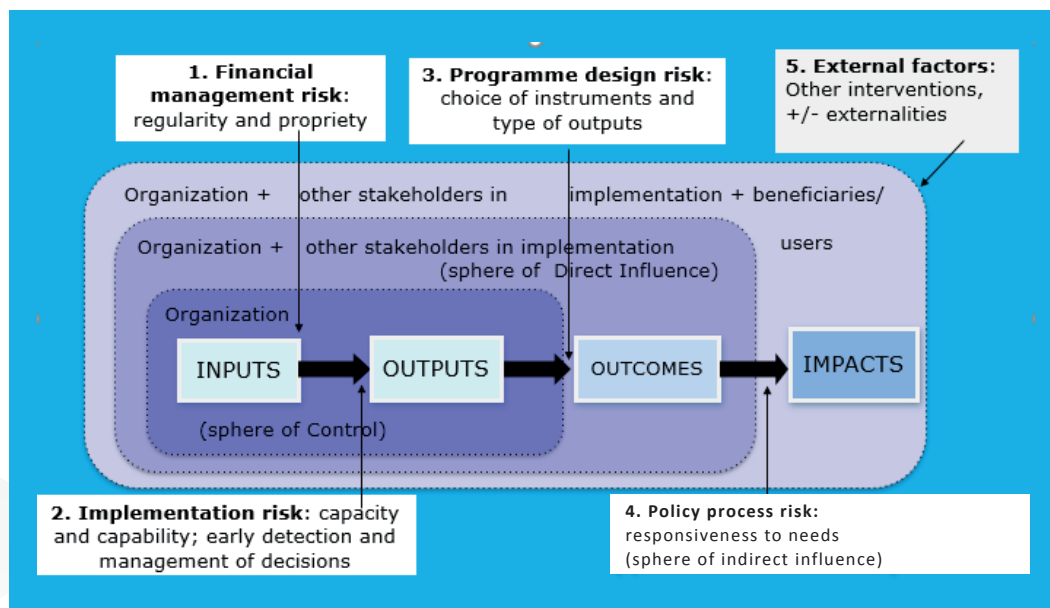 1. Financial
management risk:
regularity and propriety
3. Programme design risk:
choice of instruments and
type of outputs
5. External factors:
Other interventions,
+/- externalities
Organization + other stakeholders in implementation + beneficiaries/
users
Organization + other stakeholders in implementation
(sphere of Direct Influence)
Organization
INPUTS
OUTPUTS
OUTCOMES
IMPACTS
(sphere of Control)
2. Implementation risk: capacity
and capability; early detection and
management of decisions
4. Policy process risk:
responsiveness to needs
(sphere of indirect influence)